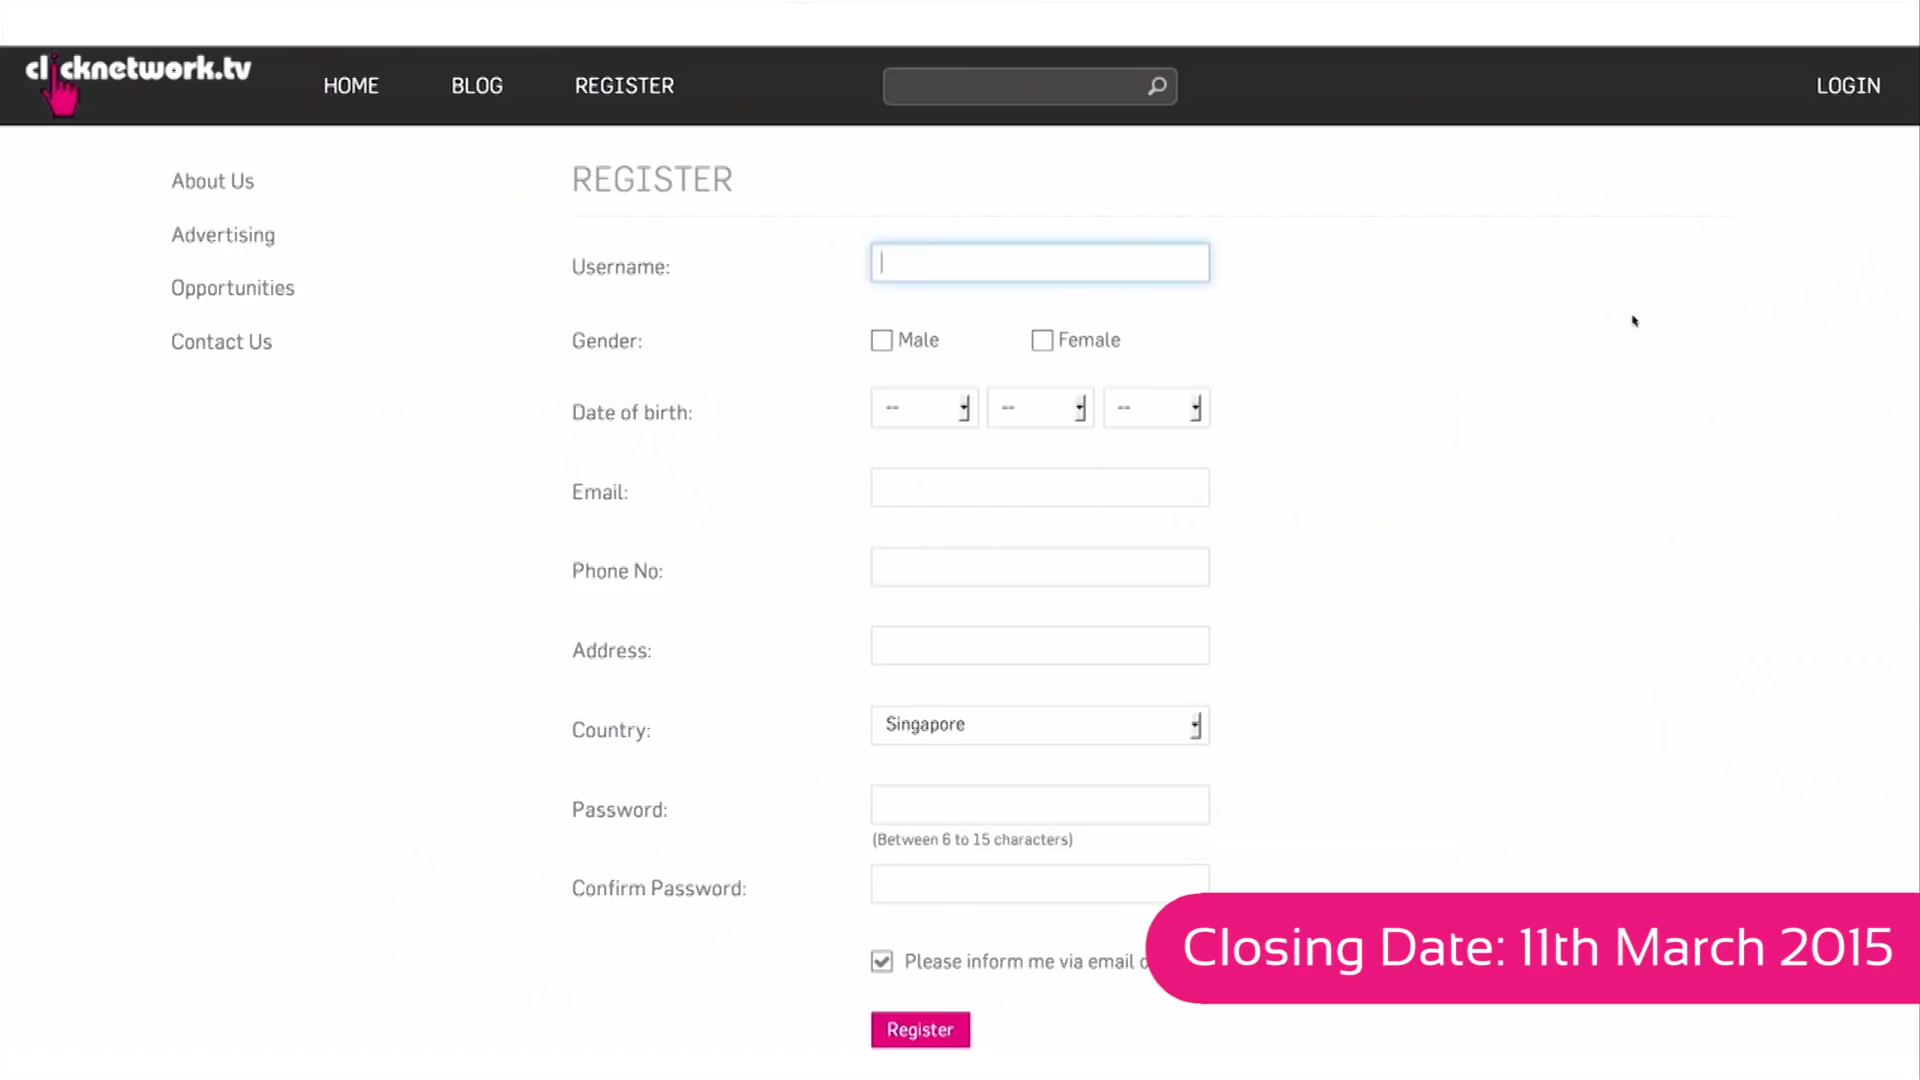 clicknetwork.tv
HOME
BLOG
REGISTER
LOGIN
About Us
Advertising
Opportunities
Contact Us
REGISTER
Username:
Gender:
Male
Female
Date of birth:
--
--
--
Email:
Phone No:
Address:
Country:
Singapore
Password:
(Between 6 to 15 characters)
Confirm Password:
Please inform me via email
Closing Date: 11th March 2015
Register